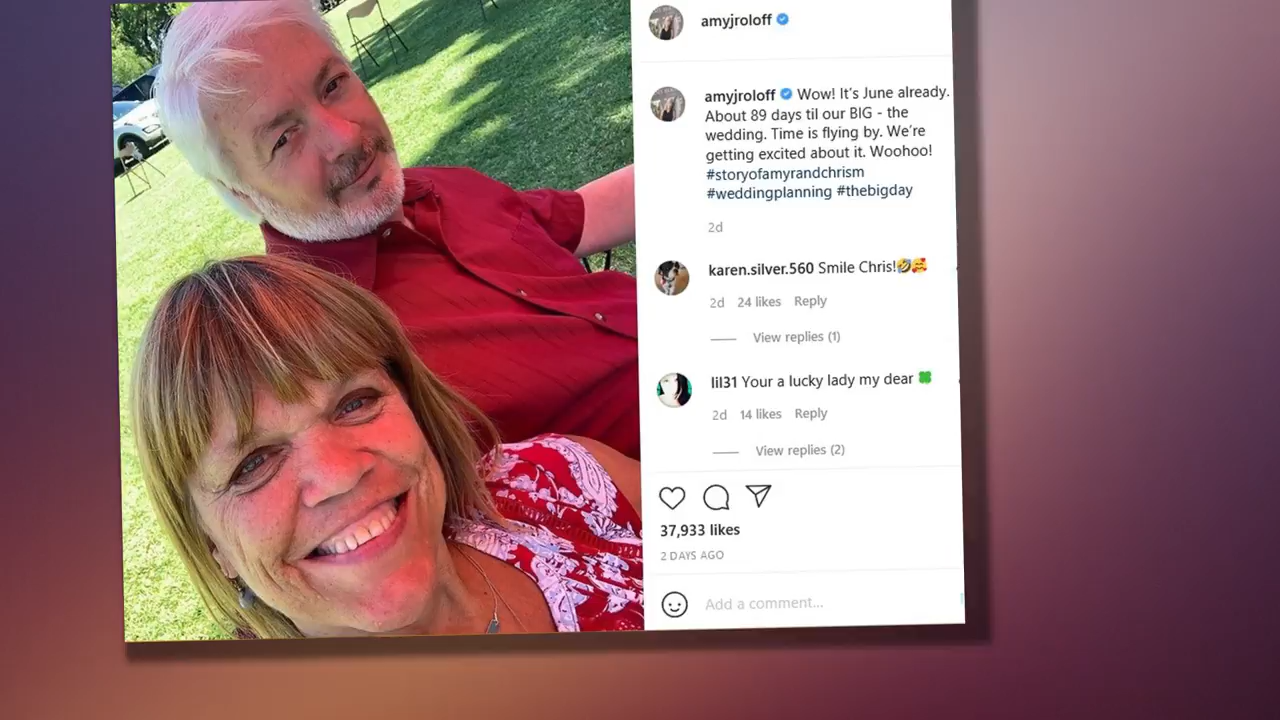 amyjroloff
amyjroloff Wow! It's June already.
About 89 days til our BIG - the
wedding. Time is flying by. We're
getting excited about it. Woohoo!
#storyofamyrandchrism
#weddingplanning #thebigday
2d
karen.silver.560 Smile Chris!🤣🥰
2d 24 likes Reply
View replies (1)
lil31 Your a lucky lady my dear 🍀
2d 14 likes Reply
View replies (2)
37,933 likes
2 DAYS AGO
Add a comment...